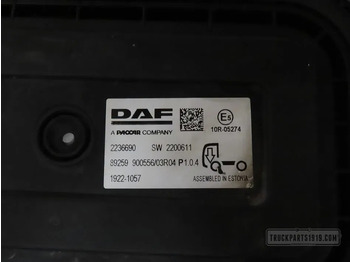 DAF
A PACCAR COMPANY
E5
10R-05274
2236690 SW 2200611
89259 900556/03R04 P1.0.4
1922-1057
ASSEMBLED IN ESTONIA
TRUCKPARTS1919.COM